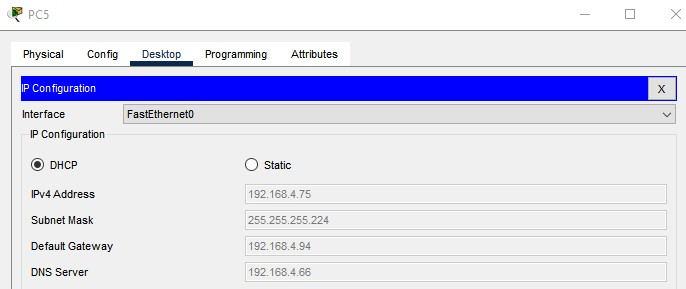 PC5
Physical Config Desktop Programming Attributes
IP Configuration X
Interface FastEthernet0
IP Configuration
DHCP Static
IPv4 Address 192.168.4.75
Subnet Mask 255.255.255.224
Default Gateway 192.168.4.94
DNS Server 192.168.4.66